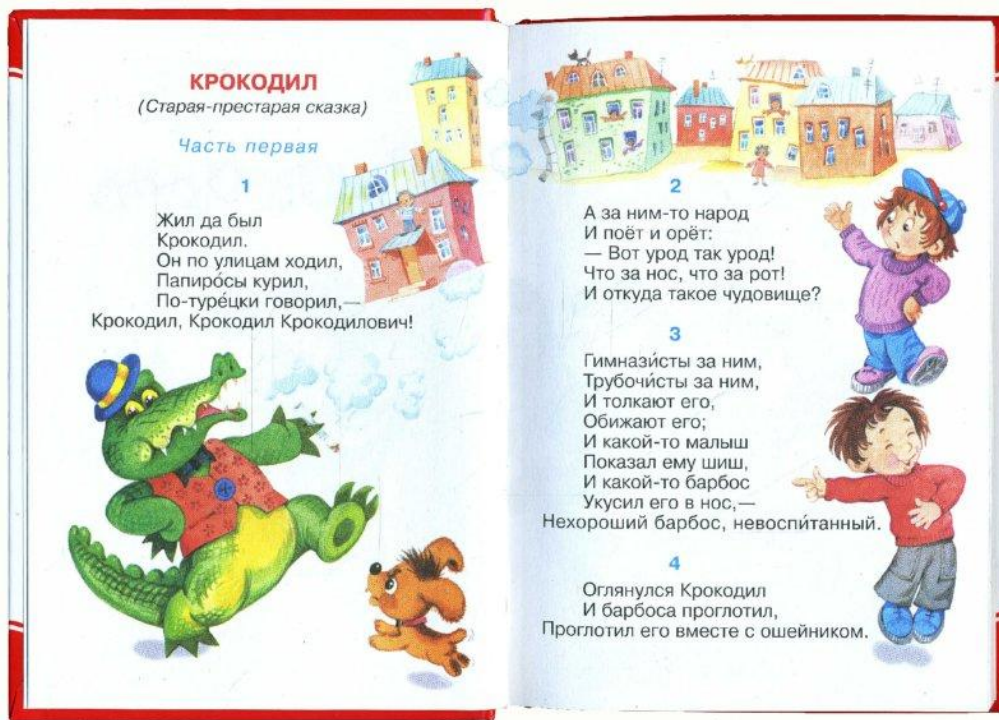 КРОКОДИЛ
(Старая-престарая сказка)
Часть первая
1
Жил да был
Крокодил.
Он по улицам ходил,
Папиро́сы курил,
По-туре́цки говорил,—
Крокодил, Крокодил Крокодилович!
2
А за ним-то народ
И поёт и орёт:
— Вот урод так урод!
Что за нос, что за рот!
И откуда такое чудовище?
3
Гимнази́сты за ним,
Трубочи́сты за ним,
И толкают его,
Обижают его;
И какой-то малыш
Показал ему шиш,
И какой-то барбос
Укусил его в нос,—
Нехороший барбос, невоспи́танный.
4
Оглянулся Крокодил
И барбоса проглотил,
Проглотил его вместе с ошейником.